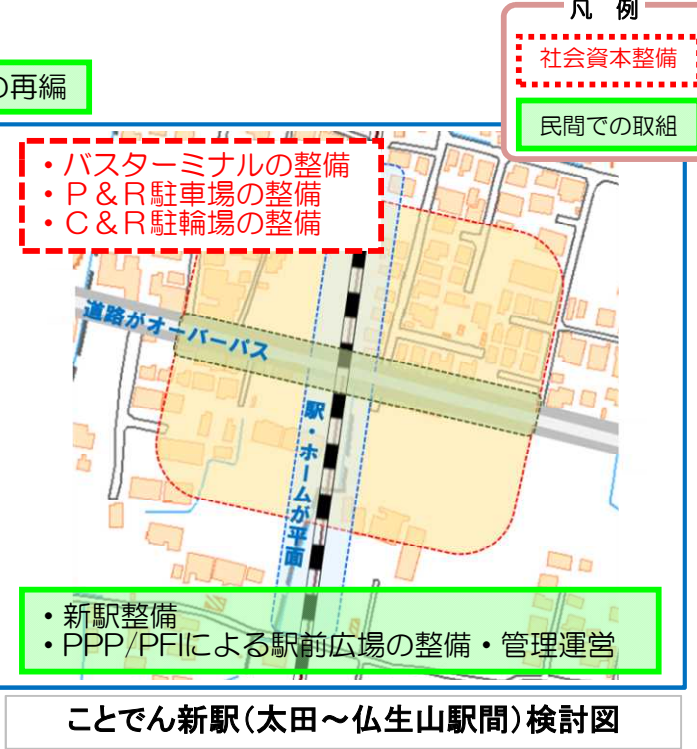 凡 例
社会資本整備
民間での取組
の再編
・バスターミナルの整備
・P&R駐車場の整備
・C&R駐輪場の整備
道路がオーバーパス
駅・ホームが平面
・新駅整備
・PPP/PFIによる駅前広場の整備・管理運営
ことでん新駅(太田～仏生山駅間)検討図